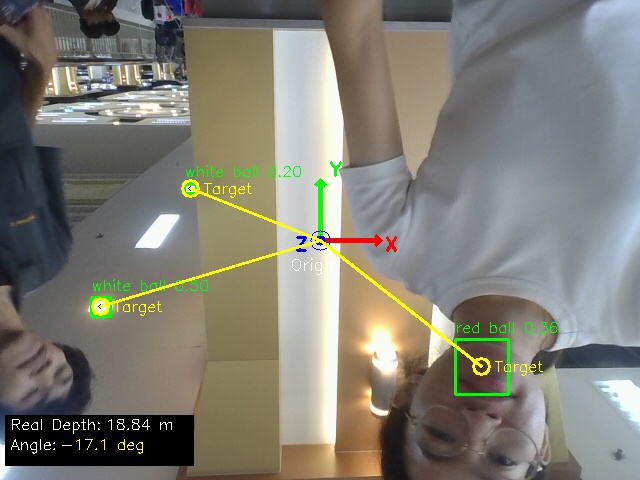 white ball 0.20
Target
Y
Z
X
Origin
white ball 0.50
Target
red ball 0.36
Target
Real Depth: 18.84 m
Angle: -17.1 deg